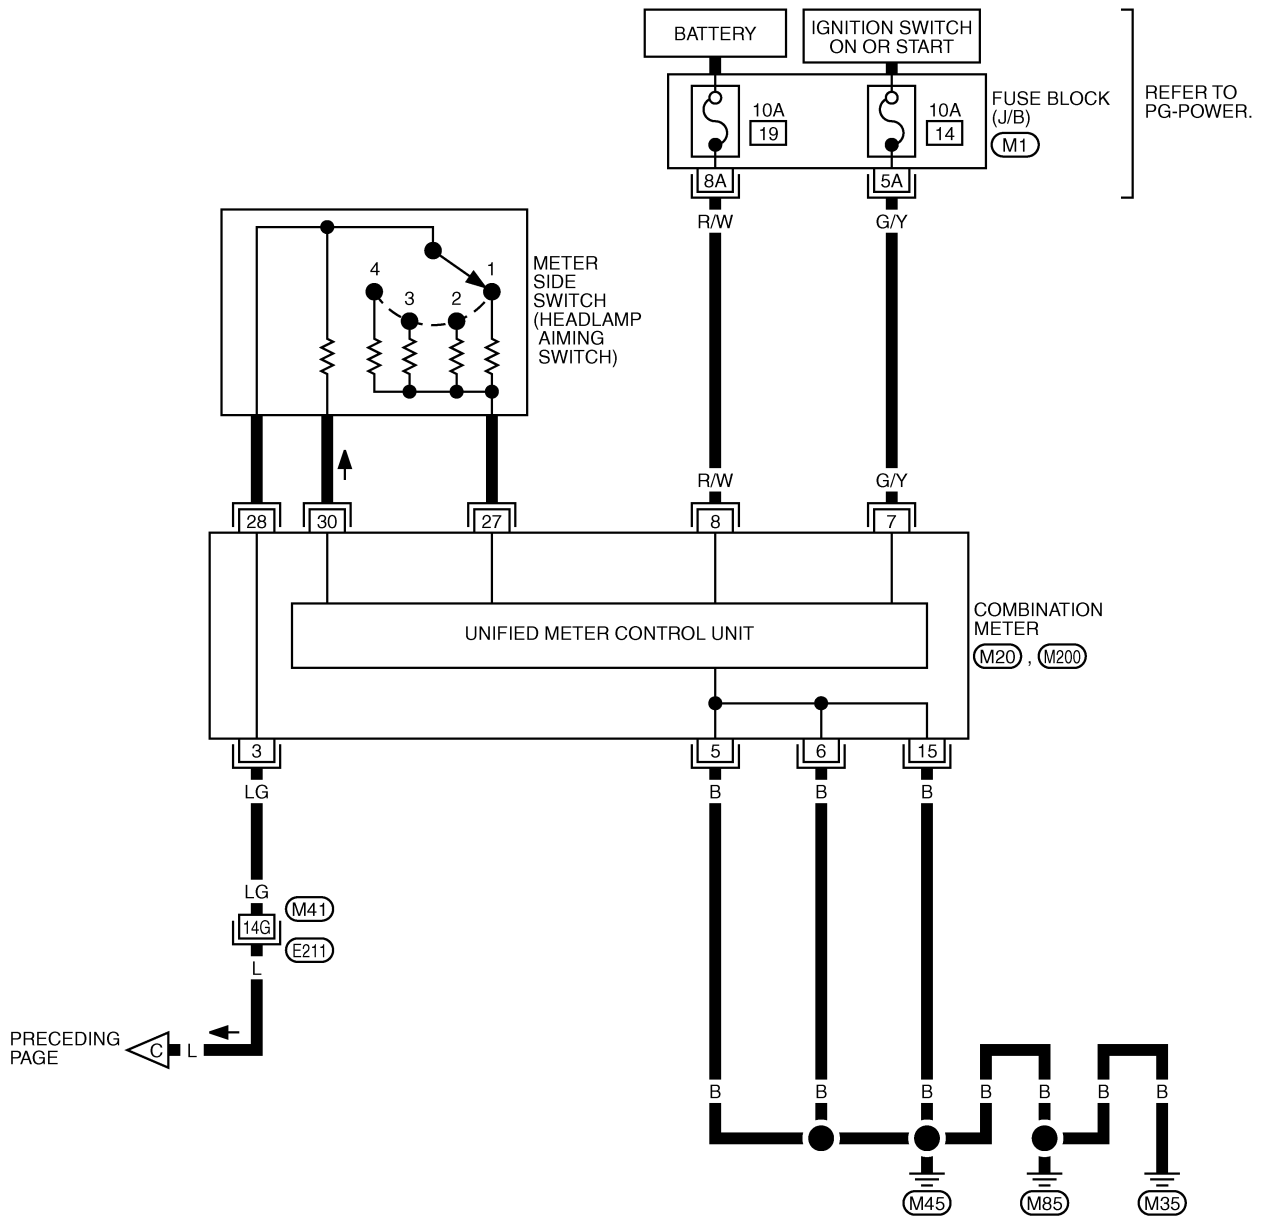 BATTERY
IGNITION SWITCH
ON OR START
10A
19
10A
14
FUSE BLOCK
(J/B)
M1
REFER TO
PG-POWER.
8A
5A
R/W
G/Y
4
3
2
1
METER
SIDE
SWITCH
(HEADLAMP
AIMING
SWITCH)
R/W
G/Y
28
30
27
8
7
UNIFIED METER CONTROL UNIT
COMBINATION
METER
M20 , M200
3
5
6
15
LG
B
B
B
LG
M41
14G
E211
L
PRECEDING
PAGE
C
L
B
B
B
B
B
B
B
M45
M85
M35